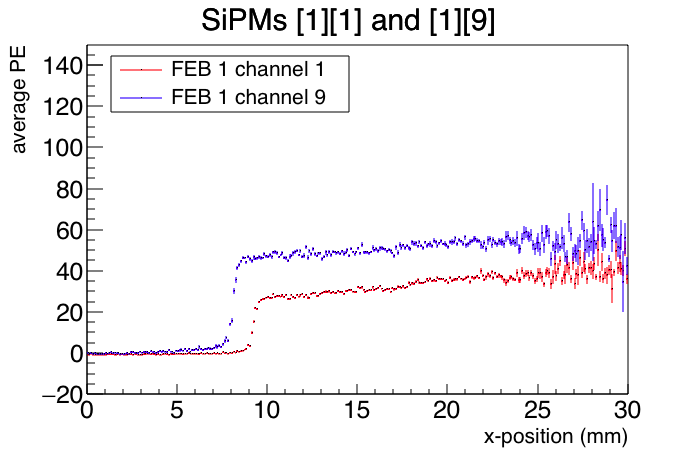 SiPMs [1][1] and [1][9]
average PE
FEB 1 channel 1
FEB 1 channel 9
140
120
100
80
60
40
20
0
−20
0 5 10 15 20 25 30
x-position (mm)